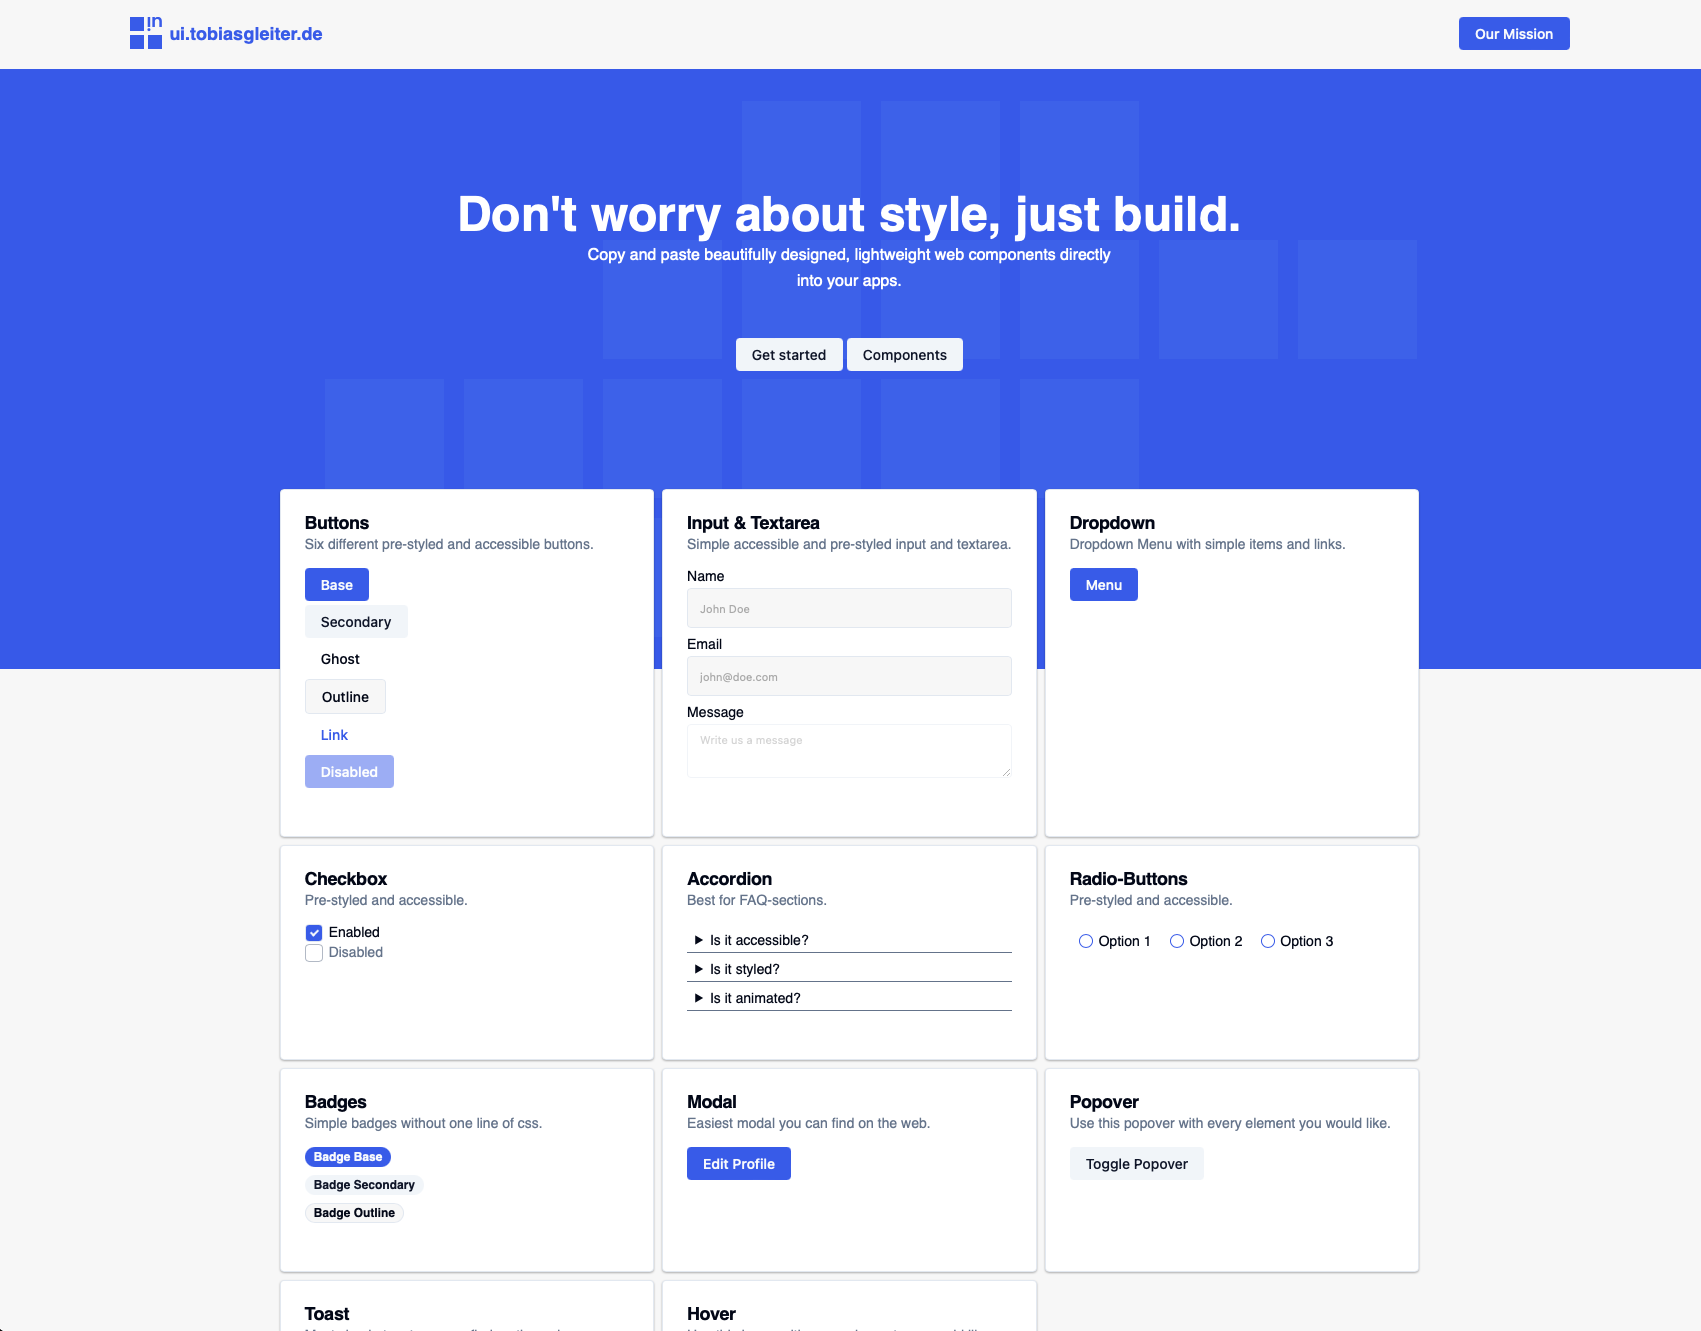 in
ui.tobiasgleiter.de
Our Mission
Don't worry about style, just build.
Copy and paste beautifully designed, lightweight web components directly
into your apps.
Get started
Components
Buttons
Six different pre-styled and accessible buttons.
Base
Secondary
Ghost
Outline
Link
Disabled
Input & Textarea
Simple accessible and pre-styled input and textarea.
Name
John Doe
Email
john@doe.com
Message
Write us a message
Dropdown
Dropdown Menu with simple items and links.
Menu
Checkbox
Pre-styled and accessible.
Enabled
Disabled
Accordion
Best for FAQ-sections.
Is it accessible?
Is it styled?
Is it animated?
Radio-Buttons
Pre-styled and accessible.
Option 1
Option 2
Option 3
Badges
Simple badges without one line of css.
Badge Base
Badge Secondary
Badge Outline
Modal
Easiest modal you can find on the web.
Edit Profile
Popover
Use this popover with every element you would like.
Toggle Popover
Toast
Hover